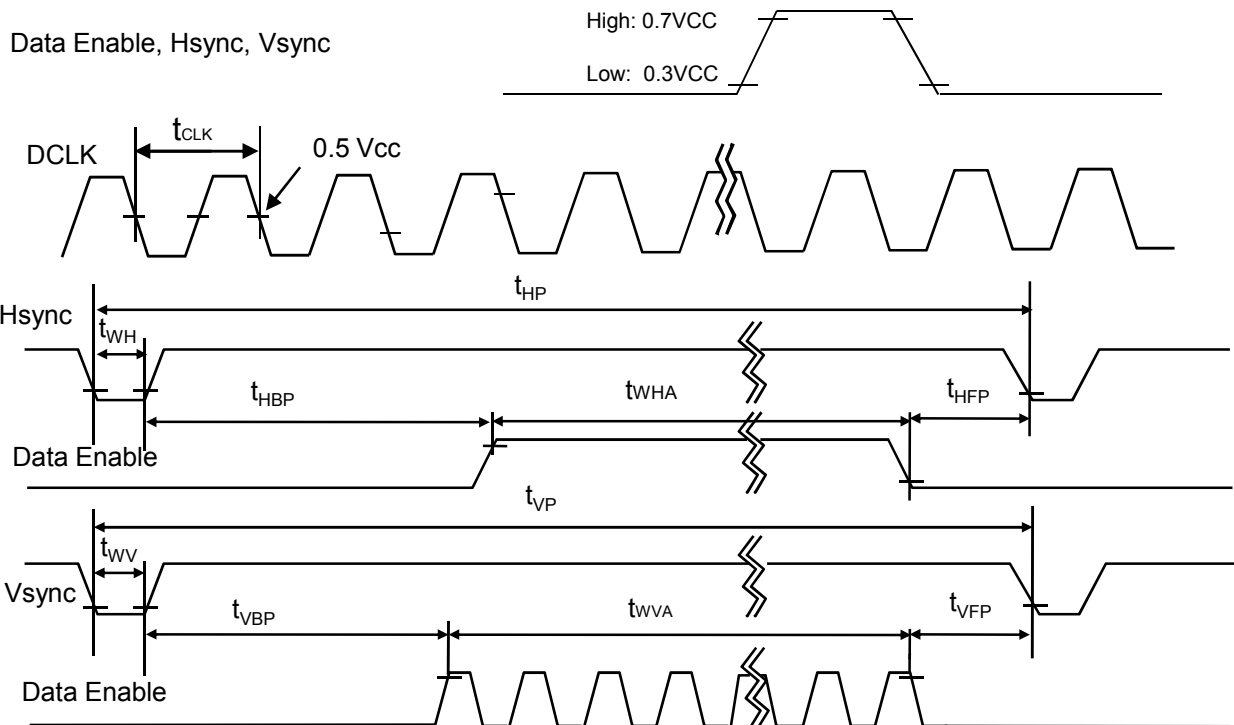 High: 0.7VCC
Data Enable, Hsync, Vsync
Low: 0.3VCC
tCLK
DCLK
0.5 Vcc
tHP
Hsync
tWH
tHBP
tWHA
tHFP
Data Enable
tVP
tWV
Vsync
tVBP
tWVA
tVFP
Data Enable